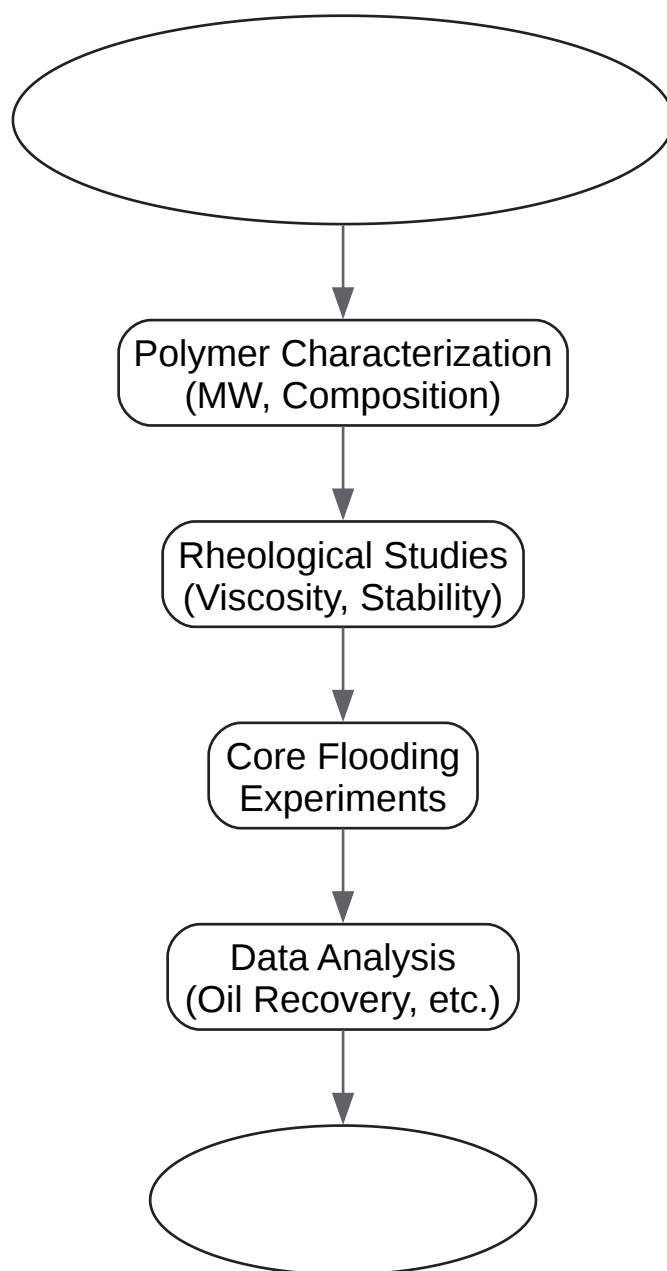 Polymer Characterization
(MW, Composition)
Rheological Studies
(Viscosity, Stability)
Core Flooding
Experiments
Data Analysis
(Oil Recovery, etc.)